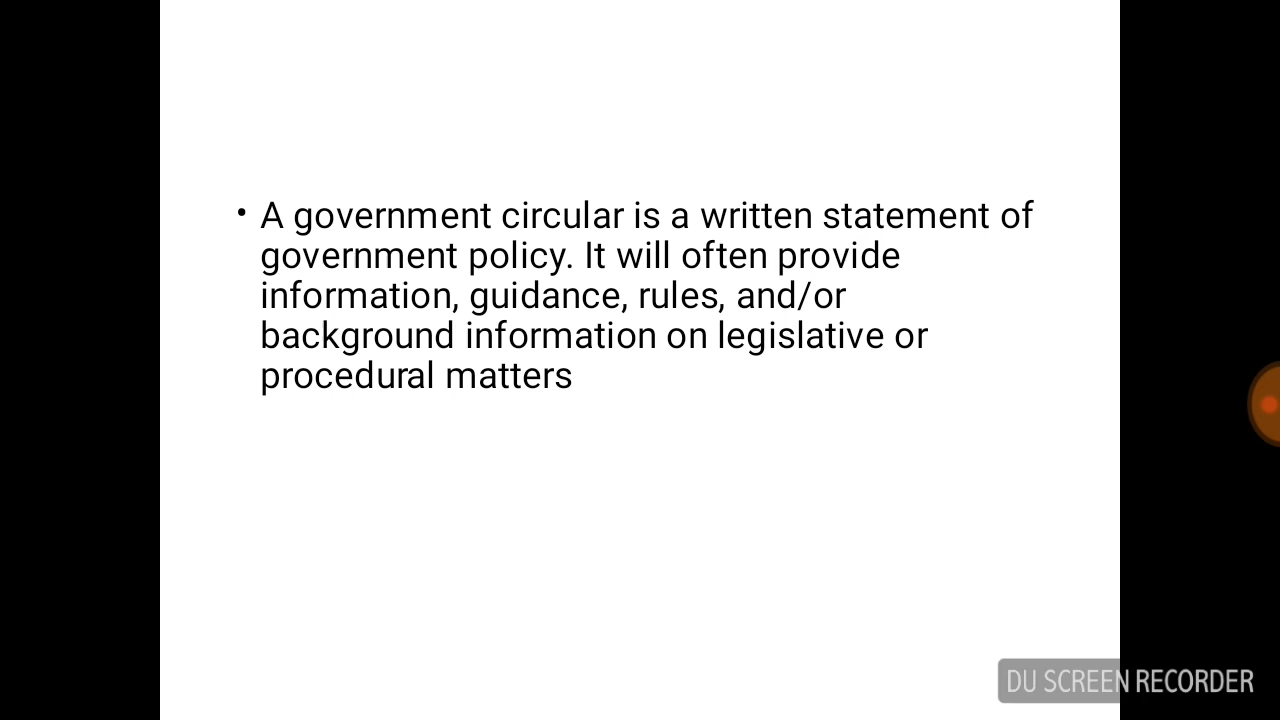 • A government circular is a written statement of
government policy. It will often provide
information, guidance, rules, and/or
background information on legislative or
procedural matters
DU SCREEN RECORDER